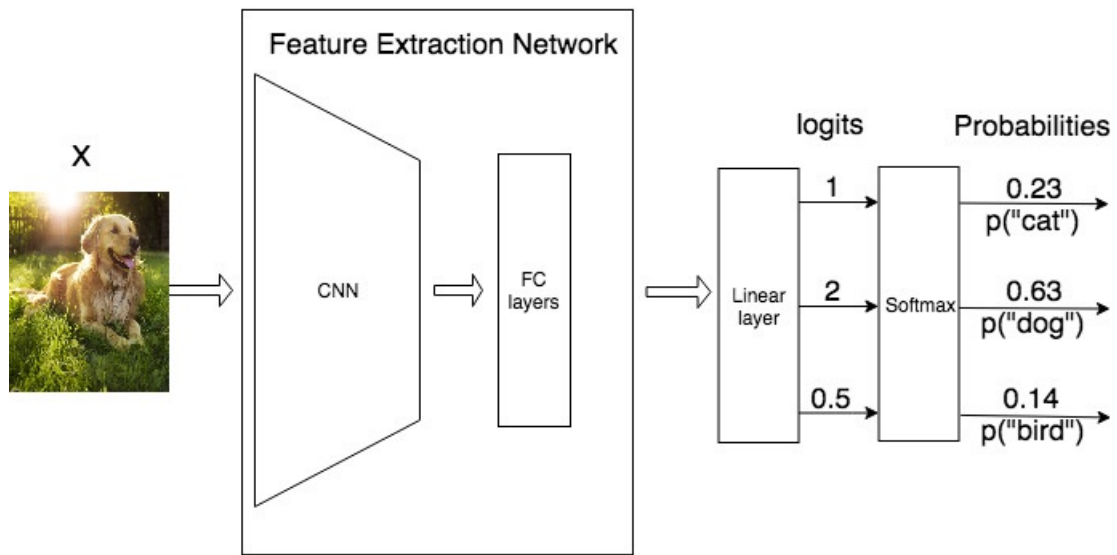 Feature Extraction Network
X
CNN
FC
layers
Linear
layer
logits
1
2
0.5
Softmax
Probabilities
0.23
p("cat")
0.63
p("dog")
0.14
p("bird")